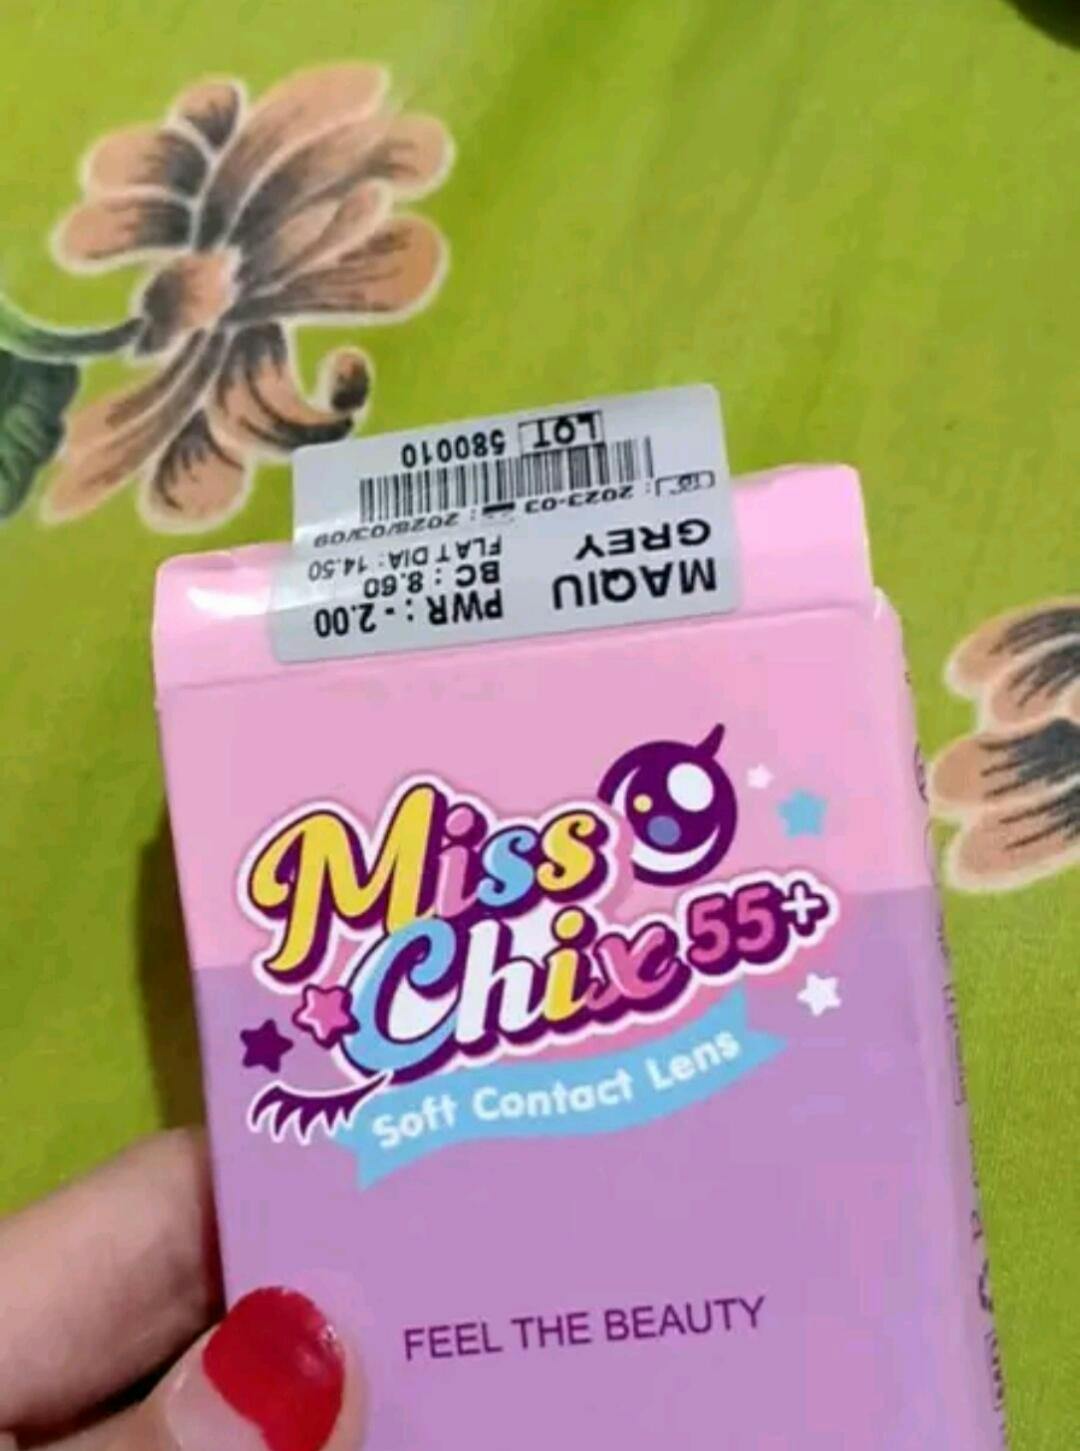 MAQIU
GREY
PWR : - 2.00
BC : 8.60
FLAT DIA : 14.50
: 2023-03 : 2028/03/09
LOT 580010
Miss
Chix 55+
Soft Contact Lens
FEEL THE BEAUTY